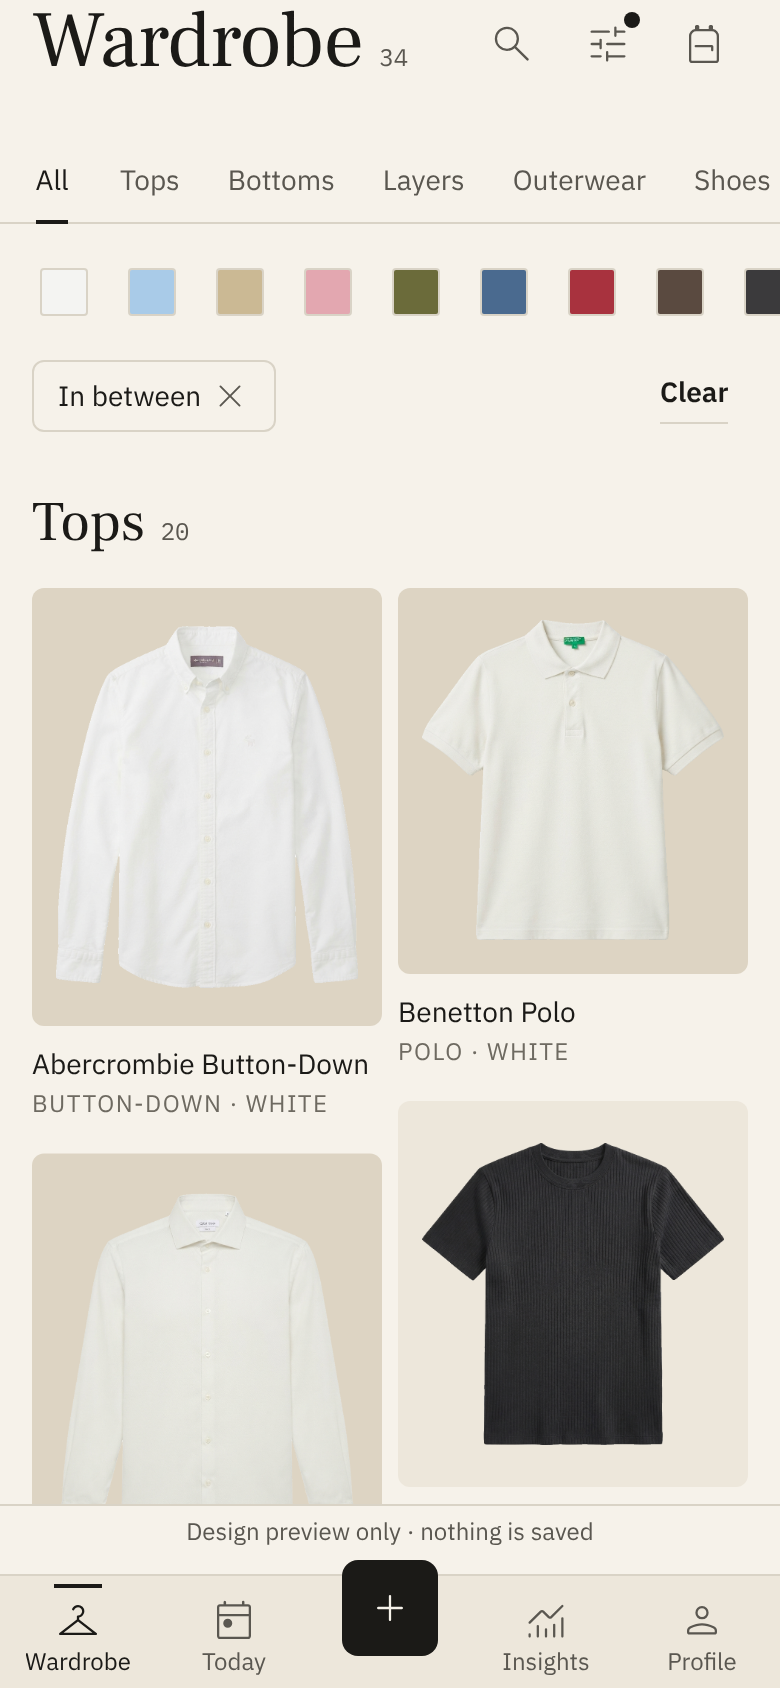 Wardrobe 34
All Tops Bottoms Layers Outerwear Shoes
In between
Clear
Tops 20
Abercrombie Button-Down
BUTTON-DOWN · WHITE
Benetton Polo
POLO · WHITE
Design preview only · nothing is saved
Wardrobe Today Insights Profile